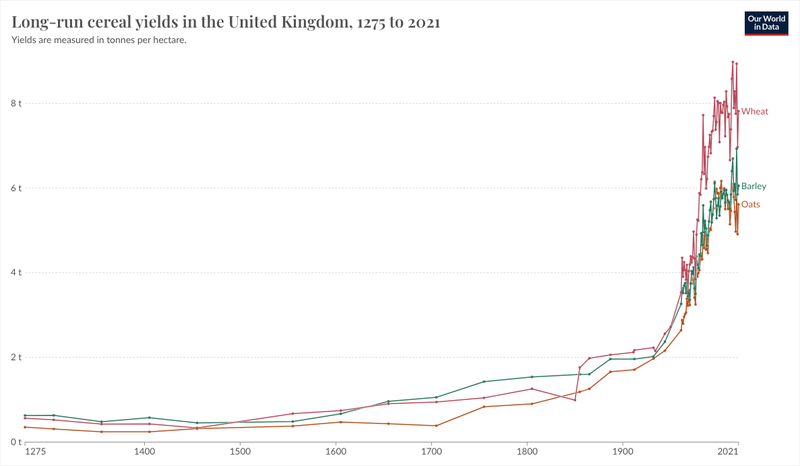 Long-run cereal yields in the United Kingdom, 1275 to 2021
Yields are measured in tonnes per hectare.
Our World
in Data
8 t
6 t
4 t
2 t
0 t
Wheat
Barley
Oats
1275
1400
1500
1600
1700
1800
1900
2021